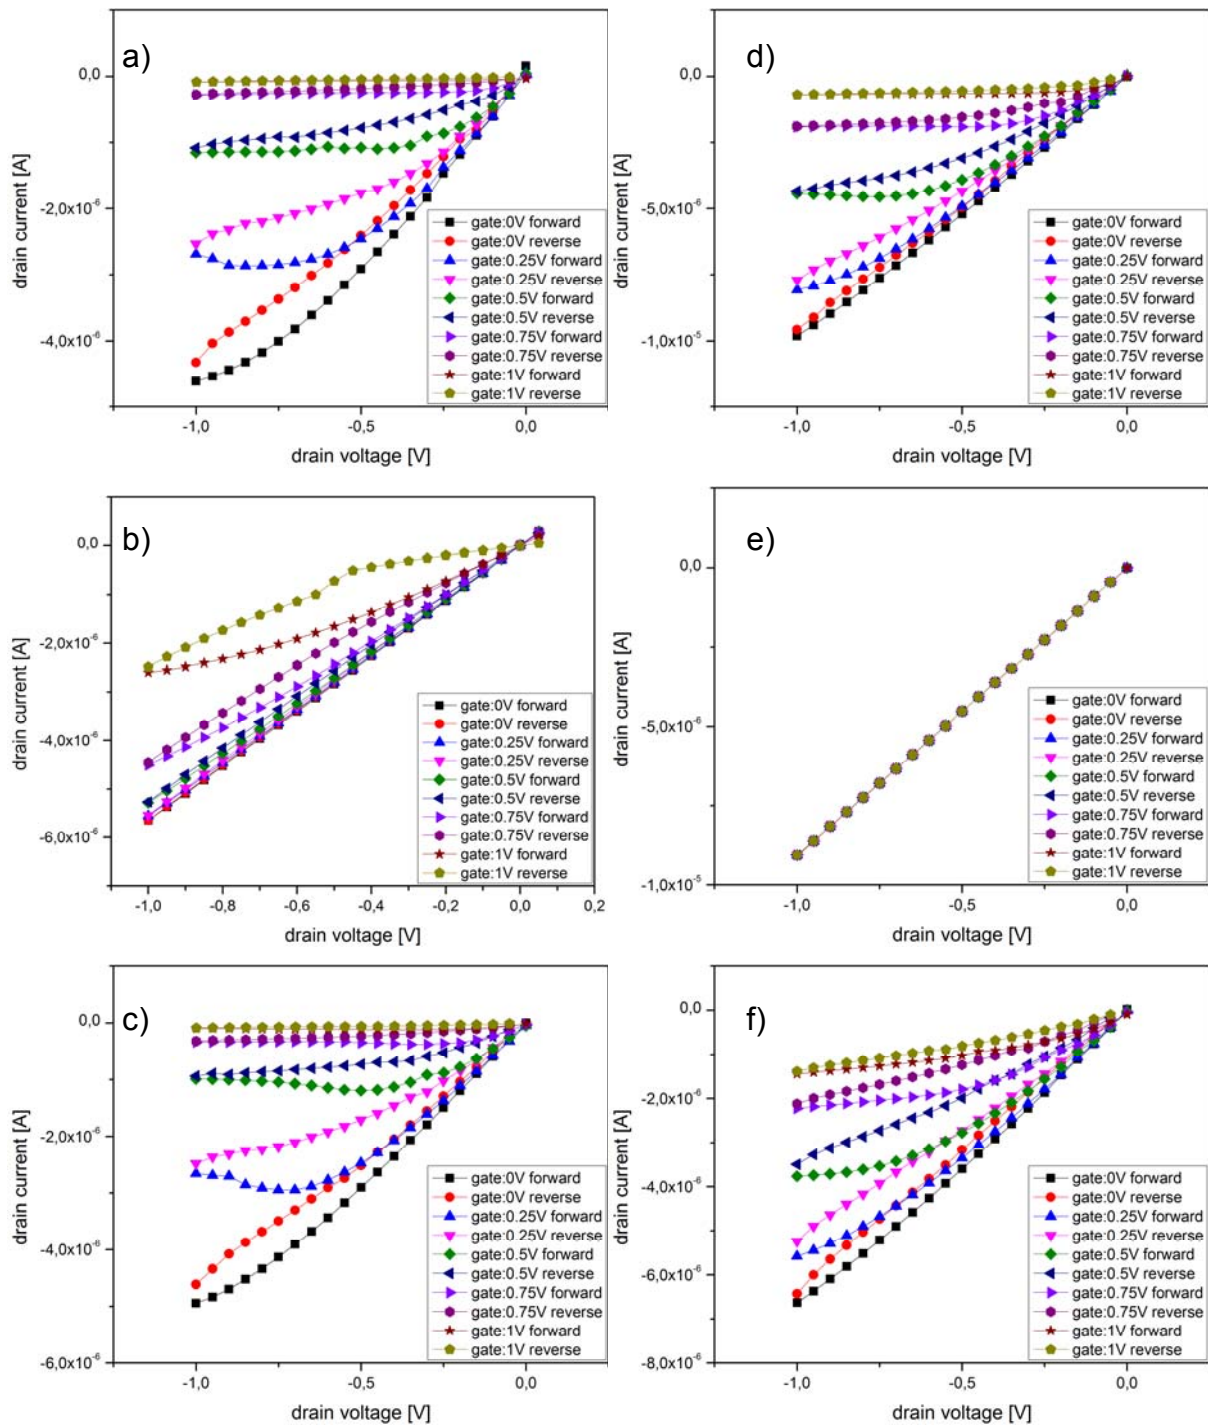 a)
0,0
-2,0x10⁻⁶
-4,0x10⁻⁶
drain current [A]
-1,0 -0,5 0,0
drain voltage [V]
gate:0V forward
gate:0V reverse
gate:0.25V forward
gate:0.25V reverse
gate:0.5V forward
gate:0.5V reverse
gate:0.75V forward
gate:0.75V reverse
gate:1V forward
gate:1V reverse
d)
0,0
-5,0x10⁻⁶
-1,0x10⁻⁵
drain current [A]
-1,0 -0,5 0,0
drain voltage [V]
gate:0V forward
gate:0V reverse
gate:0.25V forward
gate:0.25V reverse
gate:0.5V forward
gate:0.5V reverse
gate:0.75V forward
gate:0.75V reverse
gate:1V forward
gate:1V reverse
b)
0,0
-2,0x10⁻⁶
-4,0x10⁻⁶
-6,0x10⁻⁶
drain current [A]
-1,0 -0,8 -0,6 -0,4 -0,2 0,0 0,2
drain voltage [V]
gate:0V forward
gate:0V reverse
gate:0.25V forward
gate:0.25V reverse
gate:0.5V forward
gate:0.5V reverse
gate:0.75V forward
gate:0.75V reverse
gate:1V forward
gate:1V reverse
e)
0,0
-5,0x10⁻⁶
-1,0x10⁻⁵
drain current [A]
-1,0 -0,5 0,0
drain voltage [V]
gate:0V forward
gate:0V reverse
gate:0.25V forward
gate:0.25V reverse
gate:0.5V forward
gate:0.5V reverse
gate:0.75V forward
gate:0.75V reverse
gate:1V forward
gate:1V reverse
c)
0,0
-2,0x10⁻⁶
-4,0x10⁻⁶
-6,0x10⁻⁶
drain current [A]
-1,0 -0,5 0,0
drain voltage [V]
gate:0V forward
gate:0V reverse
gate:0.25V forward
gate:0.25V reverse
gate:0.5V forward
gate:0.5V reverse
gate:0.75V forward
gate:0.75V reverse
gate:1V forward
gate:1V reverse
f)
0,0
-2,0x10⁻⁶
-4,0x10⁻⁶
-6,0x10⁻⁶
-8,0x10⁻⁶
drain current [A]
-1,0 -0,5 0,0
drain voltage [V]
gate:0V forward
gate:0V reverse
gate:0.25V forward
gate:0.25V reverse
gate:0.5V forward
gate:0.5V reverse
gate:0.75V forward
gate:0.75V reverse
gate:1V forward
gate:1V reverse